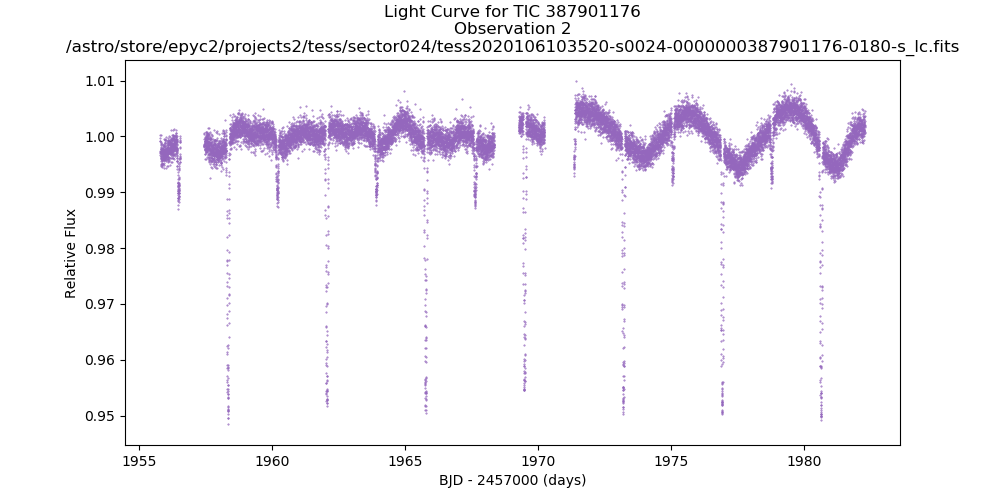 Light Curve for TIC 387901176
Observation 2
/astro/store/epyc2/projects2/tess/sector024/tess2020106103520-s0024-0000000387901176-0180-s_lc.fits
1.01
1.00
0.99
0.98
0.97
0.96
0.95
Relative Flux
1955
1960
1965
1970
1975
1980
BJD - 2457000 (days)